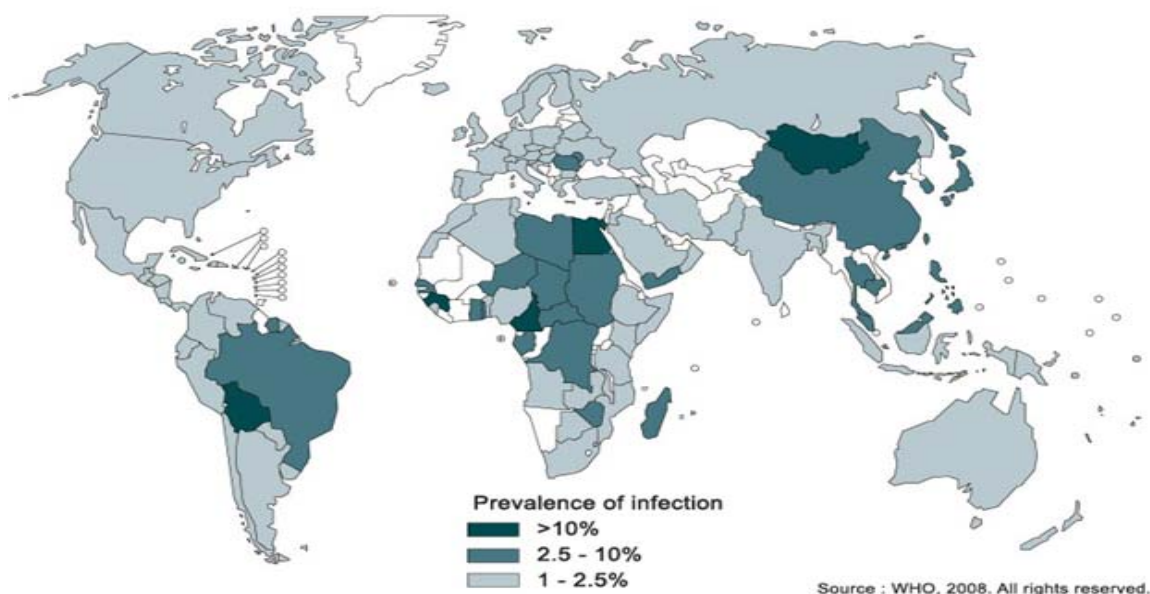 Prevalence of infection
>10%
2.5 - 10%
1 - 2.5%
Source : WHO, 2008. All rights reserved.